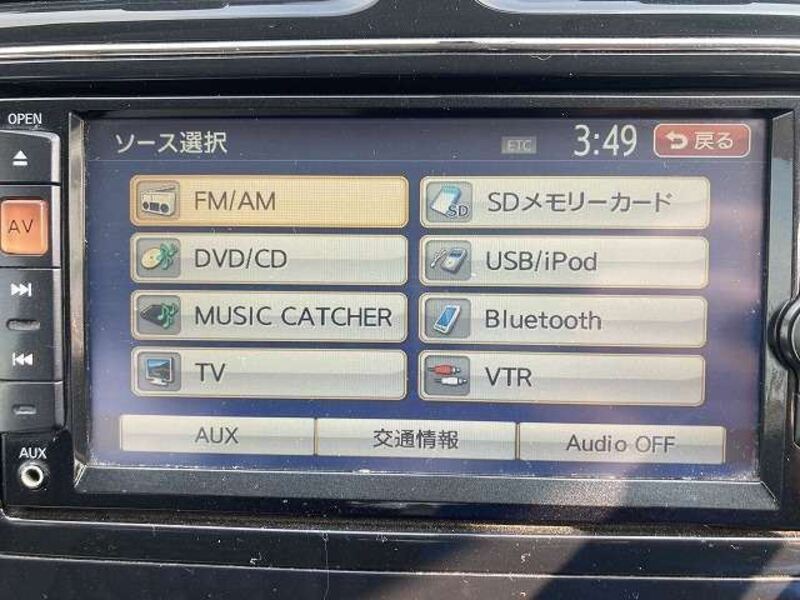 OPEN
ソース選択
ETC
3:49
戻る
AV
FM/AM
SDメモリーカード
SD
DVD/CD
USB/iPod
MUSIC CATCHER
Bluetooth
TV
VTR
AUX
交通情報
Audio OFF
AUX